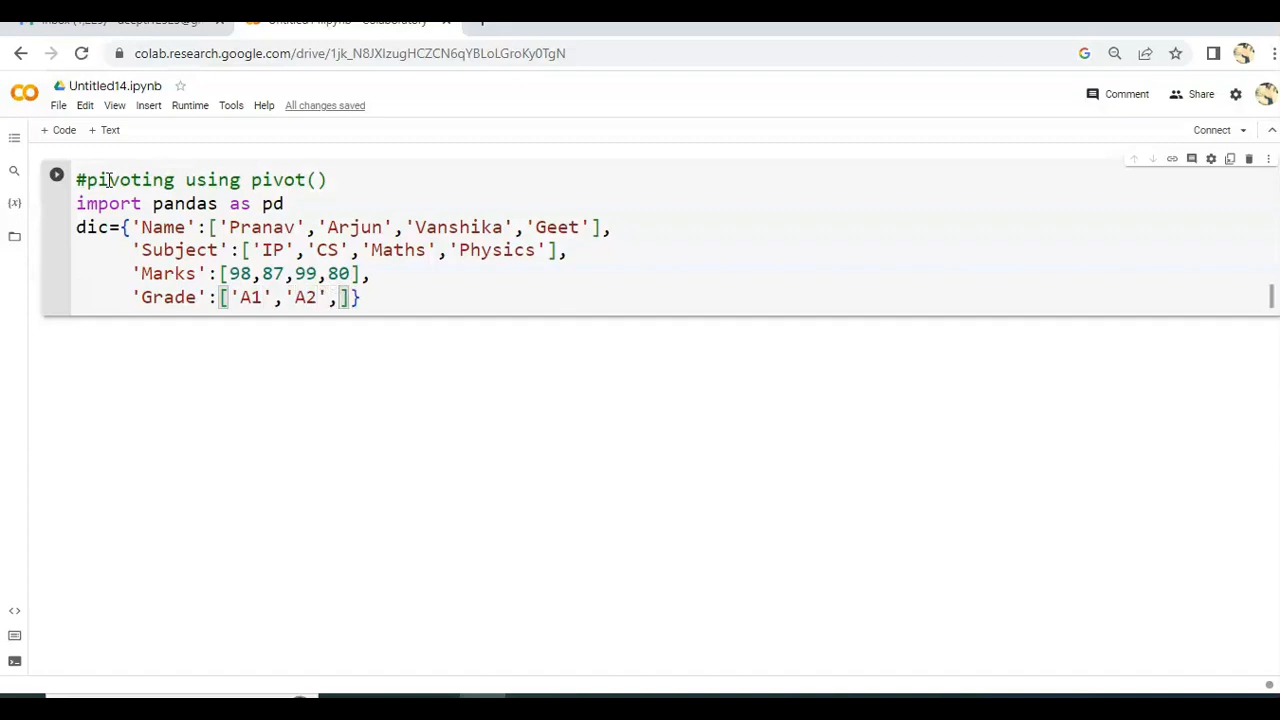 colab.research.google.com/drive/1jk_N8JXIzugHCZCN6qYBLoLGroKy0TgN
Untitled14.ipynb
File Edit View Insert Runtime Tools Help All changes saved
Comment Share
+ Code + Text
Connect
#pivoting using pivot()
import pandas as pd
dic={'Name':['Pranav','Arjun','Vanshika','Geet'],
'Subject':['IP','CS','Maths','Physics'],
'Marks':[98,87,99,80],
'Grade':['A1','A2',]}